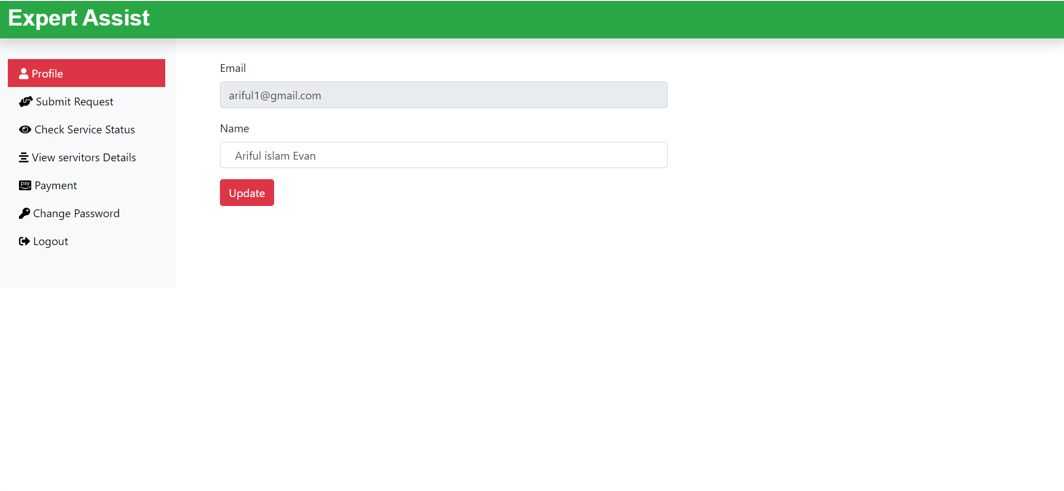 Expert Assist
Profile
Submit Request
Check Service Status
View servitors Details
Payment
Change Password
Logout
Email
ariful1@gmail.com
Name
Ariful islam Evan
Update